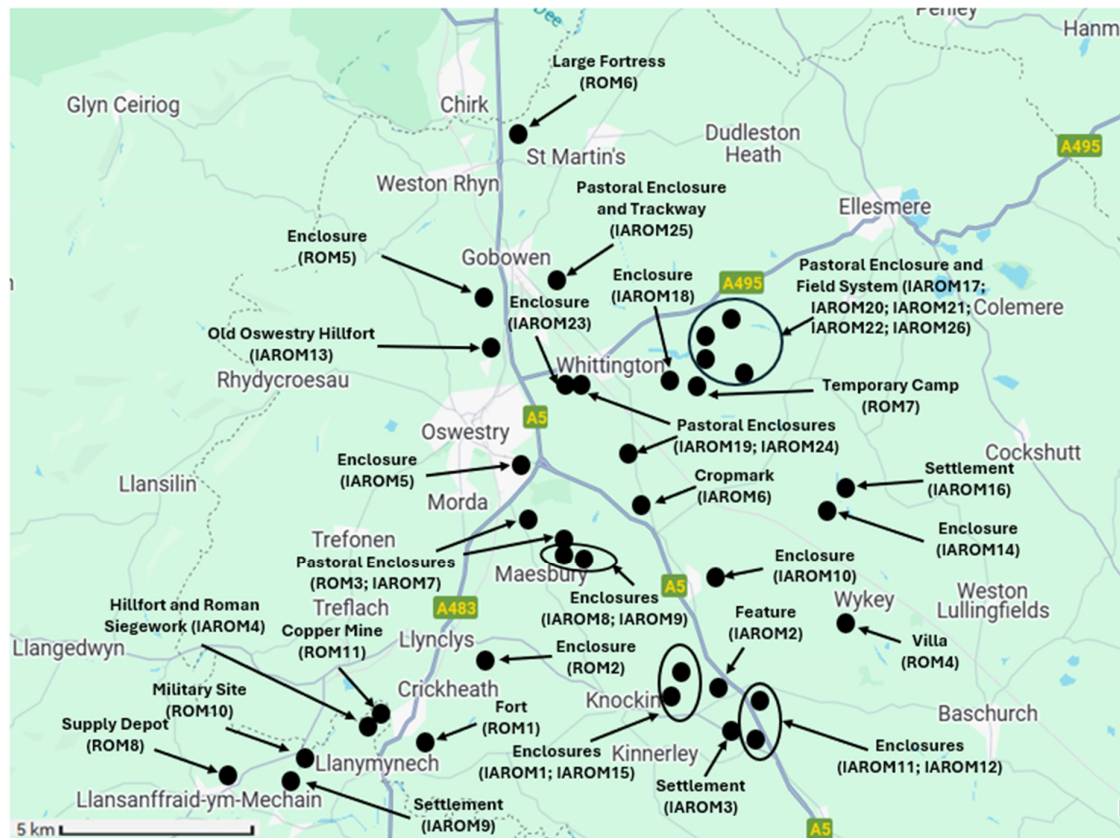 Dee
Penley
Hanm
Large Fortress
(ROM6)
Glyn Ceiriog
Chirk
St Martin's
Dudleston
Heath
A495
Weston Rhyn
Pastoral Enclosure
and Trackway
(IAROM25)
Ellesmere
Enclosure
(ROM5)
Gobowen
Enclosure
(IAROM18)
A495
Pastoral Enclosure and
Field System (IAROM17;
IAROM20; IAROM21;
IAROM22; IAROM26)
Colemere
Enclosure
(IAROM23)
Old Oswestry Hillfort
(IAROM13)
Rhydycroesau
Whittington
Temporary Camp
(ROM7)
A5
Oswestry
Pastoral Enclosures
(IAROM19; IAROM24)
Cockshutt
Enclosure
(IAROM5)
Llansilin
Morda
Cropmark
(IAROM6)
Settlement
(IAROM16)
Enclosure
(IAROM14)
Trefonen
Pastoral Enclosures
(ROM3; IAROM7)
Maesbury
Enclosure
(IAROM10)
A5
Enclosures
(IAROM8; IAROM9)
Wykey
Weston
Lullingfields
Hillfort and Roman
Siegework (IAROM4)
Treflach
A483
Copper Mine
(ROM11)
Llynclys
Feature
(IAROM2)
Villa
(ROM4)
Llangedwyn
Enclosure
(ROM2)
Military Site
(ROM10)
Crickheath
Knockin
Baschurch
Supply Depot
(ROM8)
Fort
(ROM1)
Llanymynech
Enclosures
(IAROM1; IAROM15)
Kinnerley
Enclosures
(IAROM11; IAROM12)
Settlement
(IAROM3)
Llansanffraid-ym-Mechain
Settlement
(IAROM9)
5 km
A5